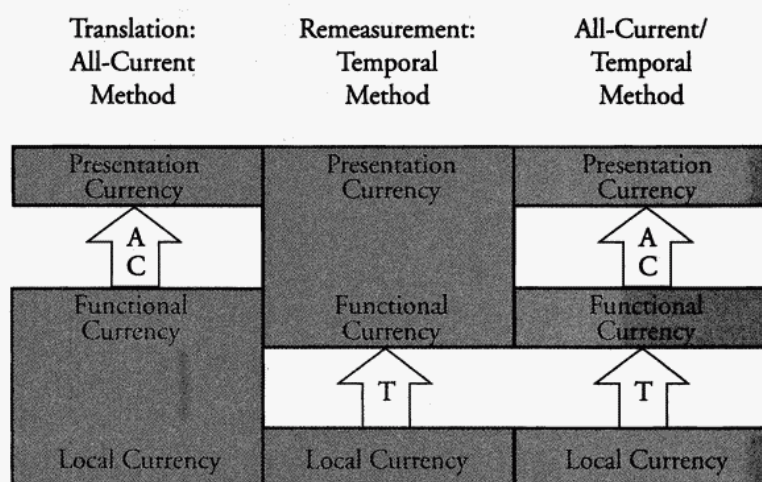 Translation:
All-Current
Method
Remeasurement:
Temporal
Method
All-Current/
Temporal
Method
Presentation
Currency
Presentation
Currency
Presentation
Currency
A
C
A
C
Functional
Currency
Functional
Currency
Functional
Currency
T
T
Local Currency
Local Currency
Local Currency